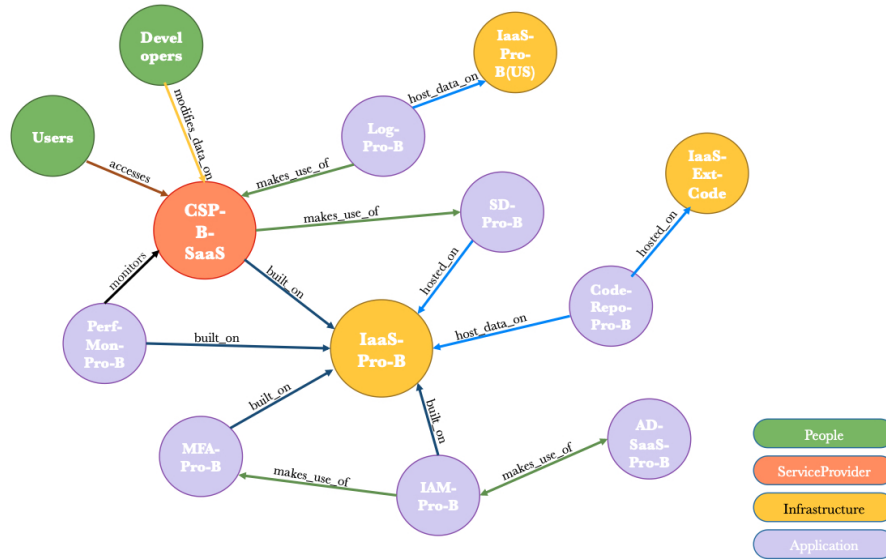 Devel
opers
IaaS-
Pro-
B(US)
host_data_on
modifies_data_on
Log-
Pro-B
Users
accesses
makes_use_of
IaaS-
Ext-
Code
CSP-
B-
SaaS
makes_use_of
SD-
Pro-B
hosted_on
monitors
built_on
hosted_on
Code-
Repo-
Pro-B
Perf-
Mon-
Pro-B
built_on
IaaS-
Pro-B
host_data_on
built_on
built_on
MFA-
Pro-B
makes_use_of
IAM-
Pro-B
makes_use_of
AD-
SaaS-
Pro-B
People
ServiceProvider
Infrastructure
Application